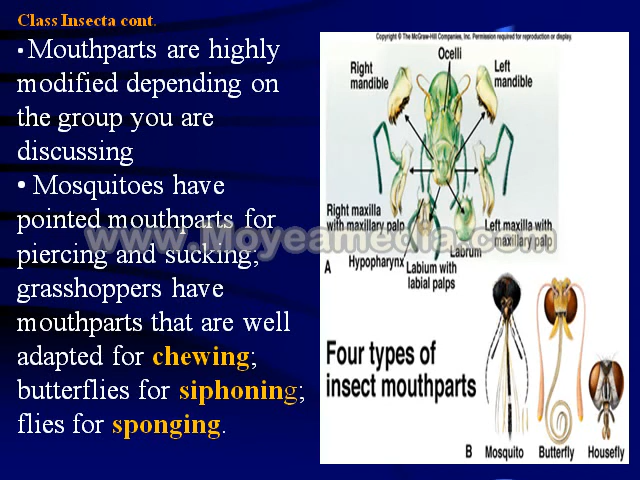 Class Insecta cont.
• Mouthparts are highly
modified depending on
the group you are
discussing
• Mosquitoes have
pointed mouthparts for
piercing and sucking;
grasshoppers have
mouthparts that are well
adapted for chewing;
butterflies for siphoning;
flies for sponging.
Copyright © The McGraw-Hill Companies, Inc. Permission required for reproduction or display.
Ocelli
Right
mandible
Left
mandible
Right maxilla
with maxillary palp
Left maxilla with
maxillary palp
Labrum
Hypopharynx
Labium with
labial palps
A
www.Moyeamedia.com
Four types of
insect mouthparts
B Mosquito Butterfly Housefly